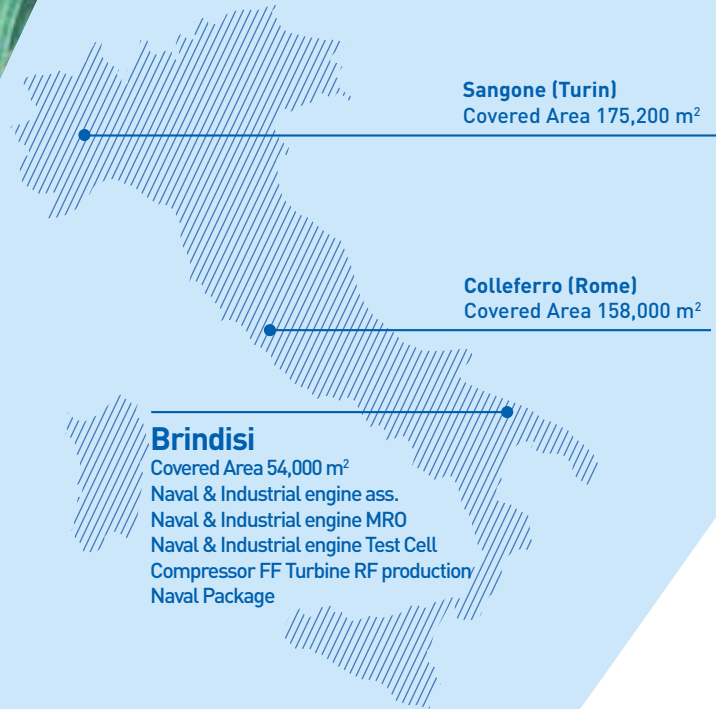 Sangone (Turin)
Covered Area 175,200 m²
Colleferro (Rome)
Covered Area 158,000 m²
Brindisi
Covered Area 54,000 m²
Naval & Industrial engine ass.
Naval & Industrial engine MRO
Naval & Industrial engine Test Cell
Compressor FF Turbine RF production
Naval Package